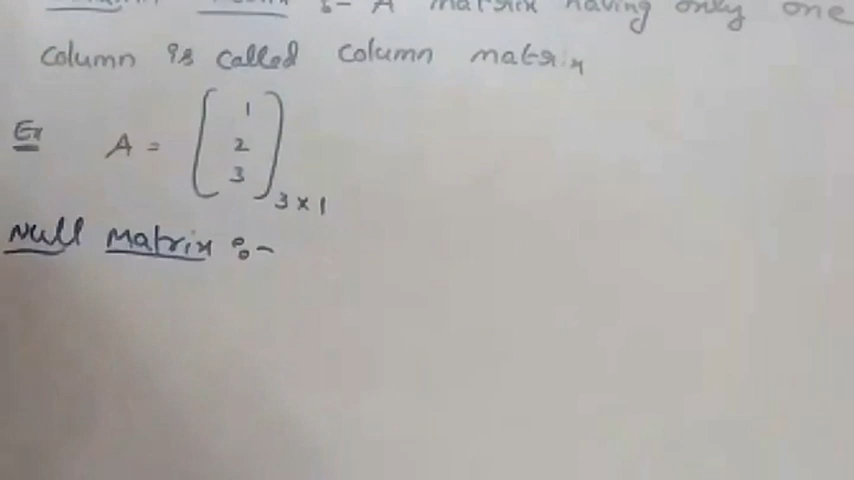 :- A matrix having only one
column is called column matrix
Ex A = [ 1
2
3 ] 3×1
Null Matrix :-